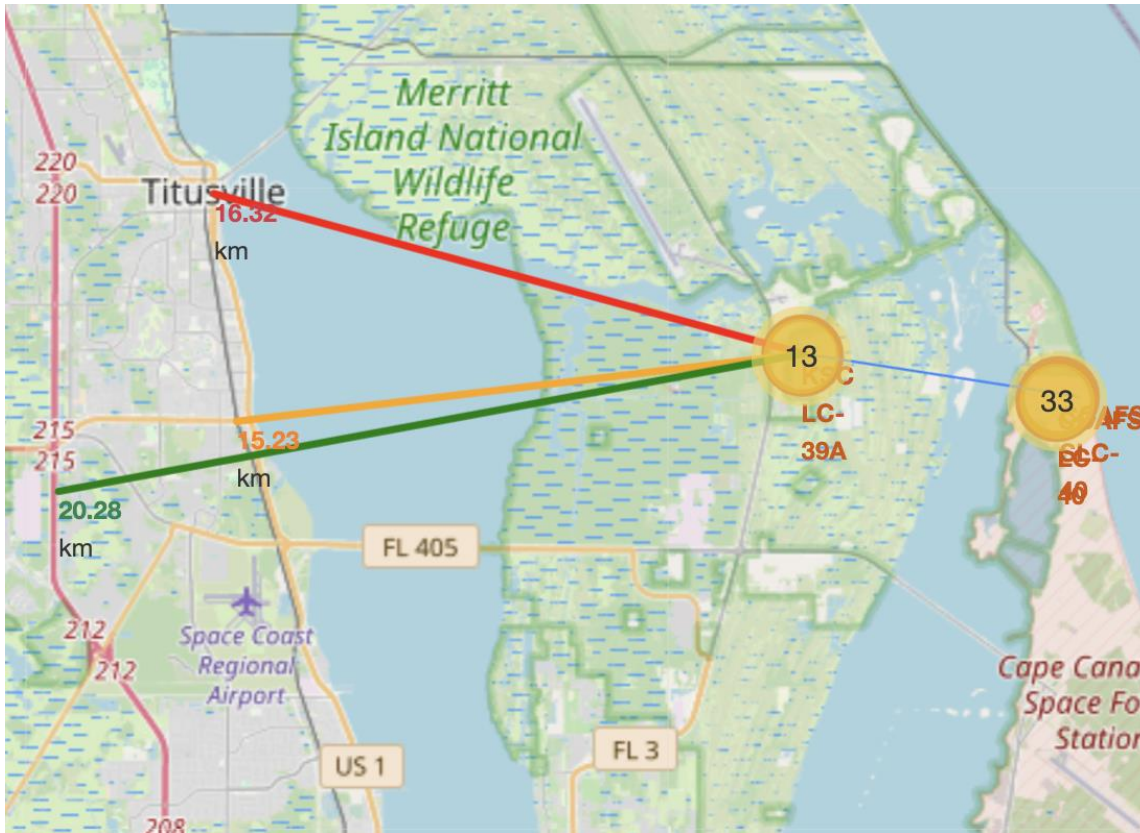 Merritt
Island National
Wildlife
Refuge
220
220
Titusville
16.32
km
13
KSC
LC-
39A
33
SLC-
40
215
215
15.23
km
20.28
km
FL 405
212
212
Space Coast
Regional
Airport
Cape Cana
Space Fo
Station
US 1
FL 3
208